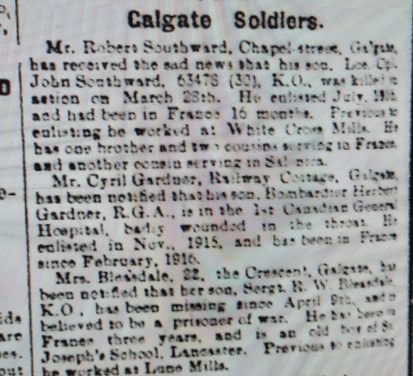 Calgate Soldiers.
Mr. Robert Southward, Chapel-street, Galgate,
has received the sad news that his son, Lce. Cpl.
John Southward, 63478 (30), K.O., was killed in
action on March 28th. He enlisted July,
and had been in France 16 months. Previous to
enlisting he worked at White Cross Mills. He
has one brother and two cousins serving in France,
and another cousin serving in Salonica.
Mr. Cyril Gardner, Railway Cottage, Galgate,
has been notified that his son, Bombardier Herbert
Gardner, R.G.A., is in the 1st Canadian General
Hospital, badly wounded in the throat. He
enlisted in Nov., 1915, and has been in France
since February, 1916.
Mrs. Bleasdale, 22, the Crescent, Galgate, has
been notified that her son, Sergt. R. W. Bleasdale,
K.O., has been missing since April 9th, and is
believed to be a prisoner of war. He has been in
France three years, and is an old boy of St.
Joseph's School, Lancaster. Previous to enlisting
he worked at Lune Mills.